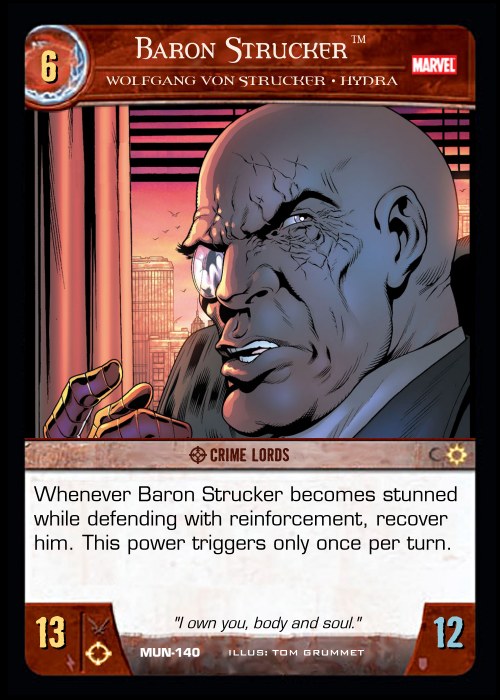 6
BARON STRUCKER™
WOLFGANG VON STRUCKER • HYDRA
MARVEL
CRIME LORDS
C
Whenever Baron Strucker becomes stunned
while defending with reinforcement, recover
him. This power triggers only once per turn.
"I own you, body and soul."
13
MUN-140 ILLUS: TOM GRUMMET
12